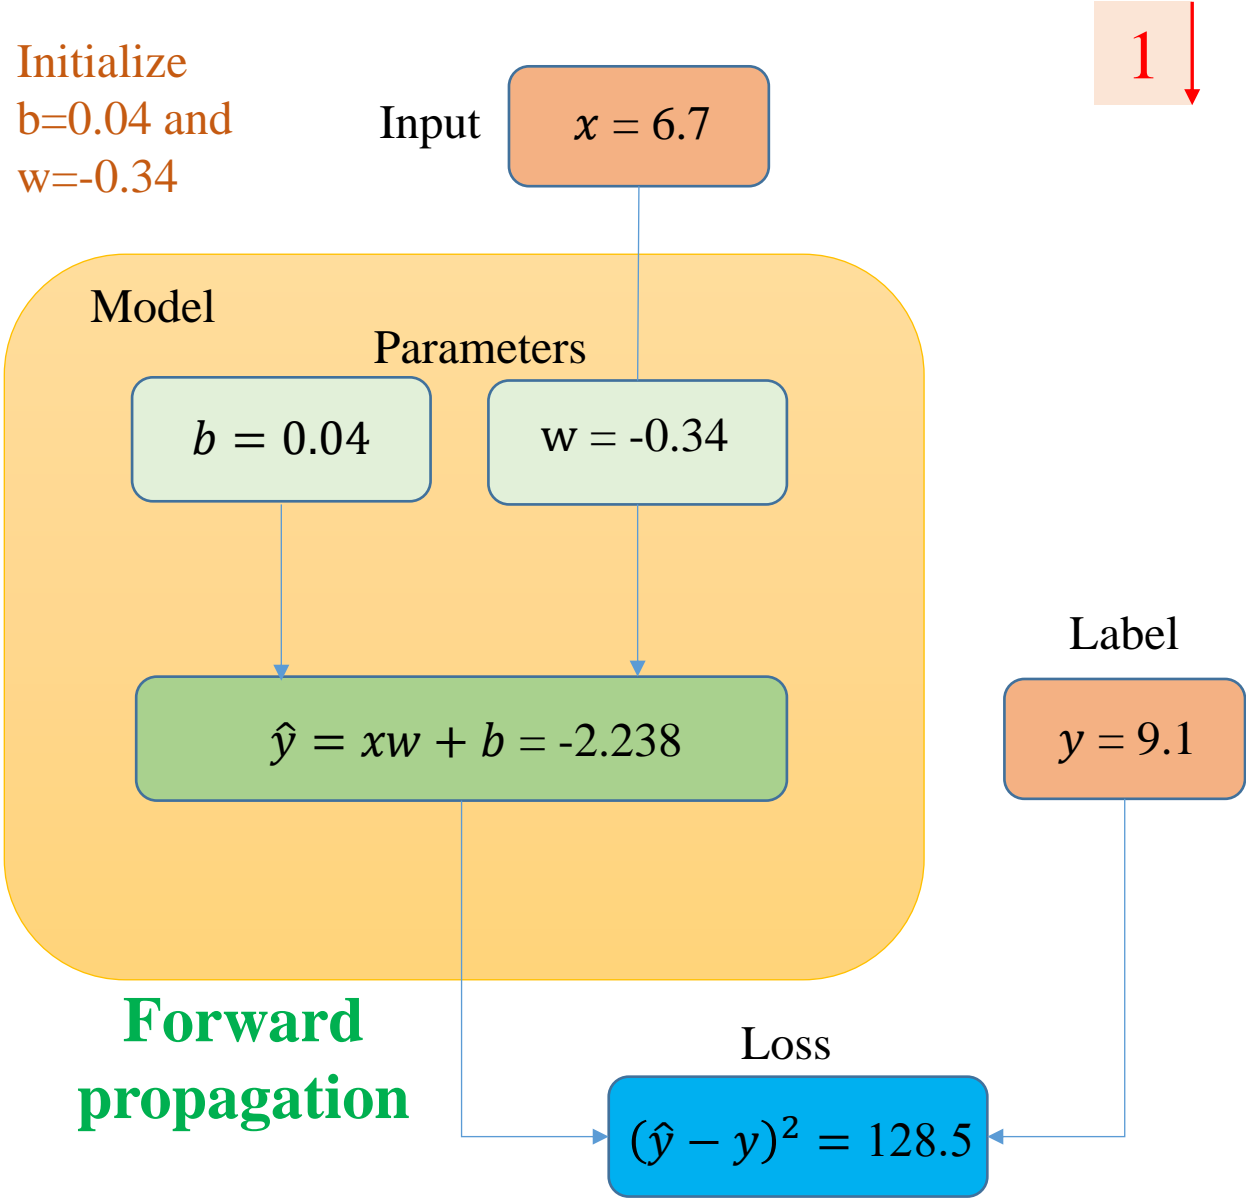 Initialize
b=0.04 and
w=-0.34
1
Input
x = 6.7
Model
Parameters
b = 0.04
w = -0.34
ŷ = xw + b = -2.238
Label
y = 9.1
Forward
propagation
Loss
(ŷ − y)² = 128.5